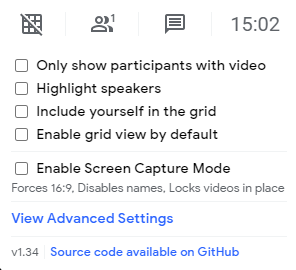 1 15:02
Only show participants with video
Highlight speakers
Include yourself in the grid
Enable grid view by default
Enable Screen Capture Mode
Forces 16:9, Disables names, Locks videos in place
View Advanced Settings
v1.34 Source code available on GitHub